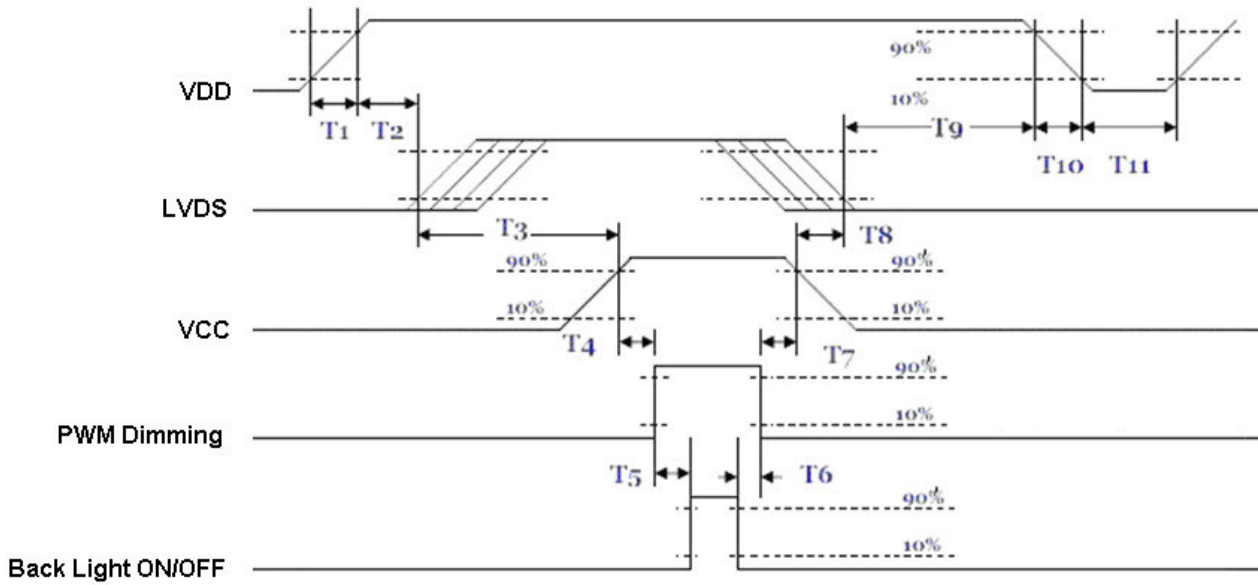 90%
VDD
10%
T1 T2 T9
T10 T11
LVDS
T3 T8
90% 90%
10% 10%
VCC
T4 T7
90%
10%
PWM Dimming
T5 T6
90%
10%
Back Light ON/OFF